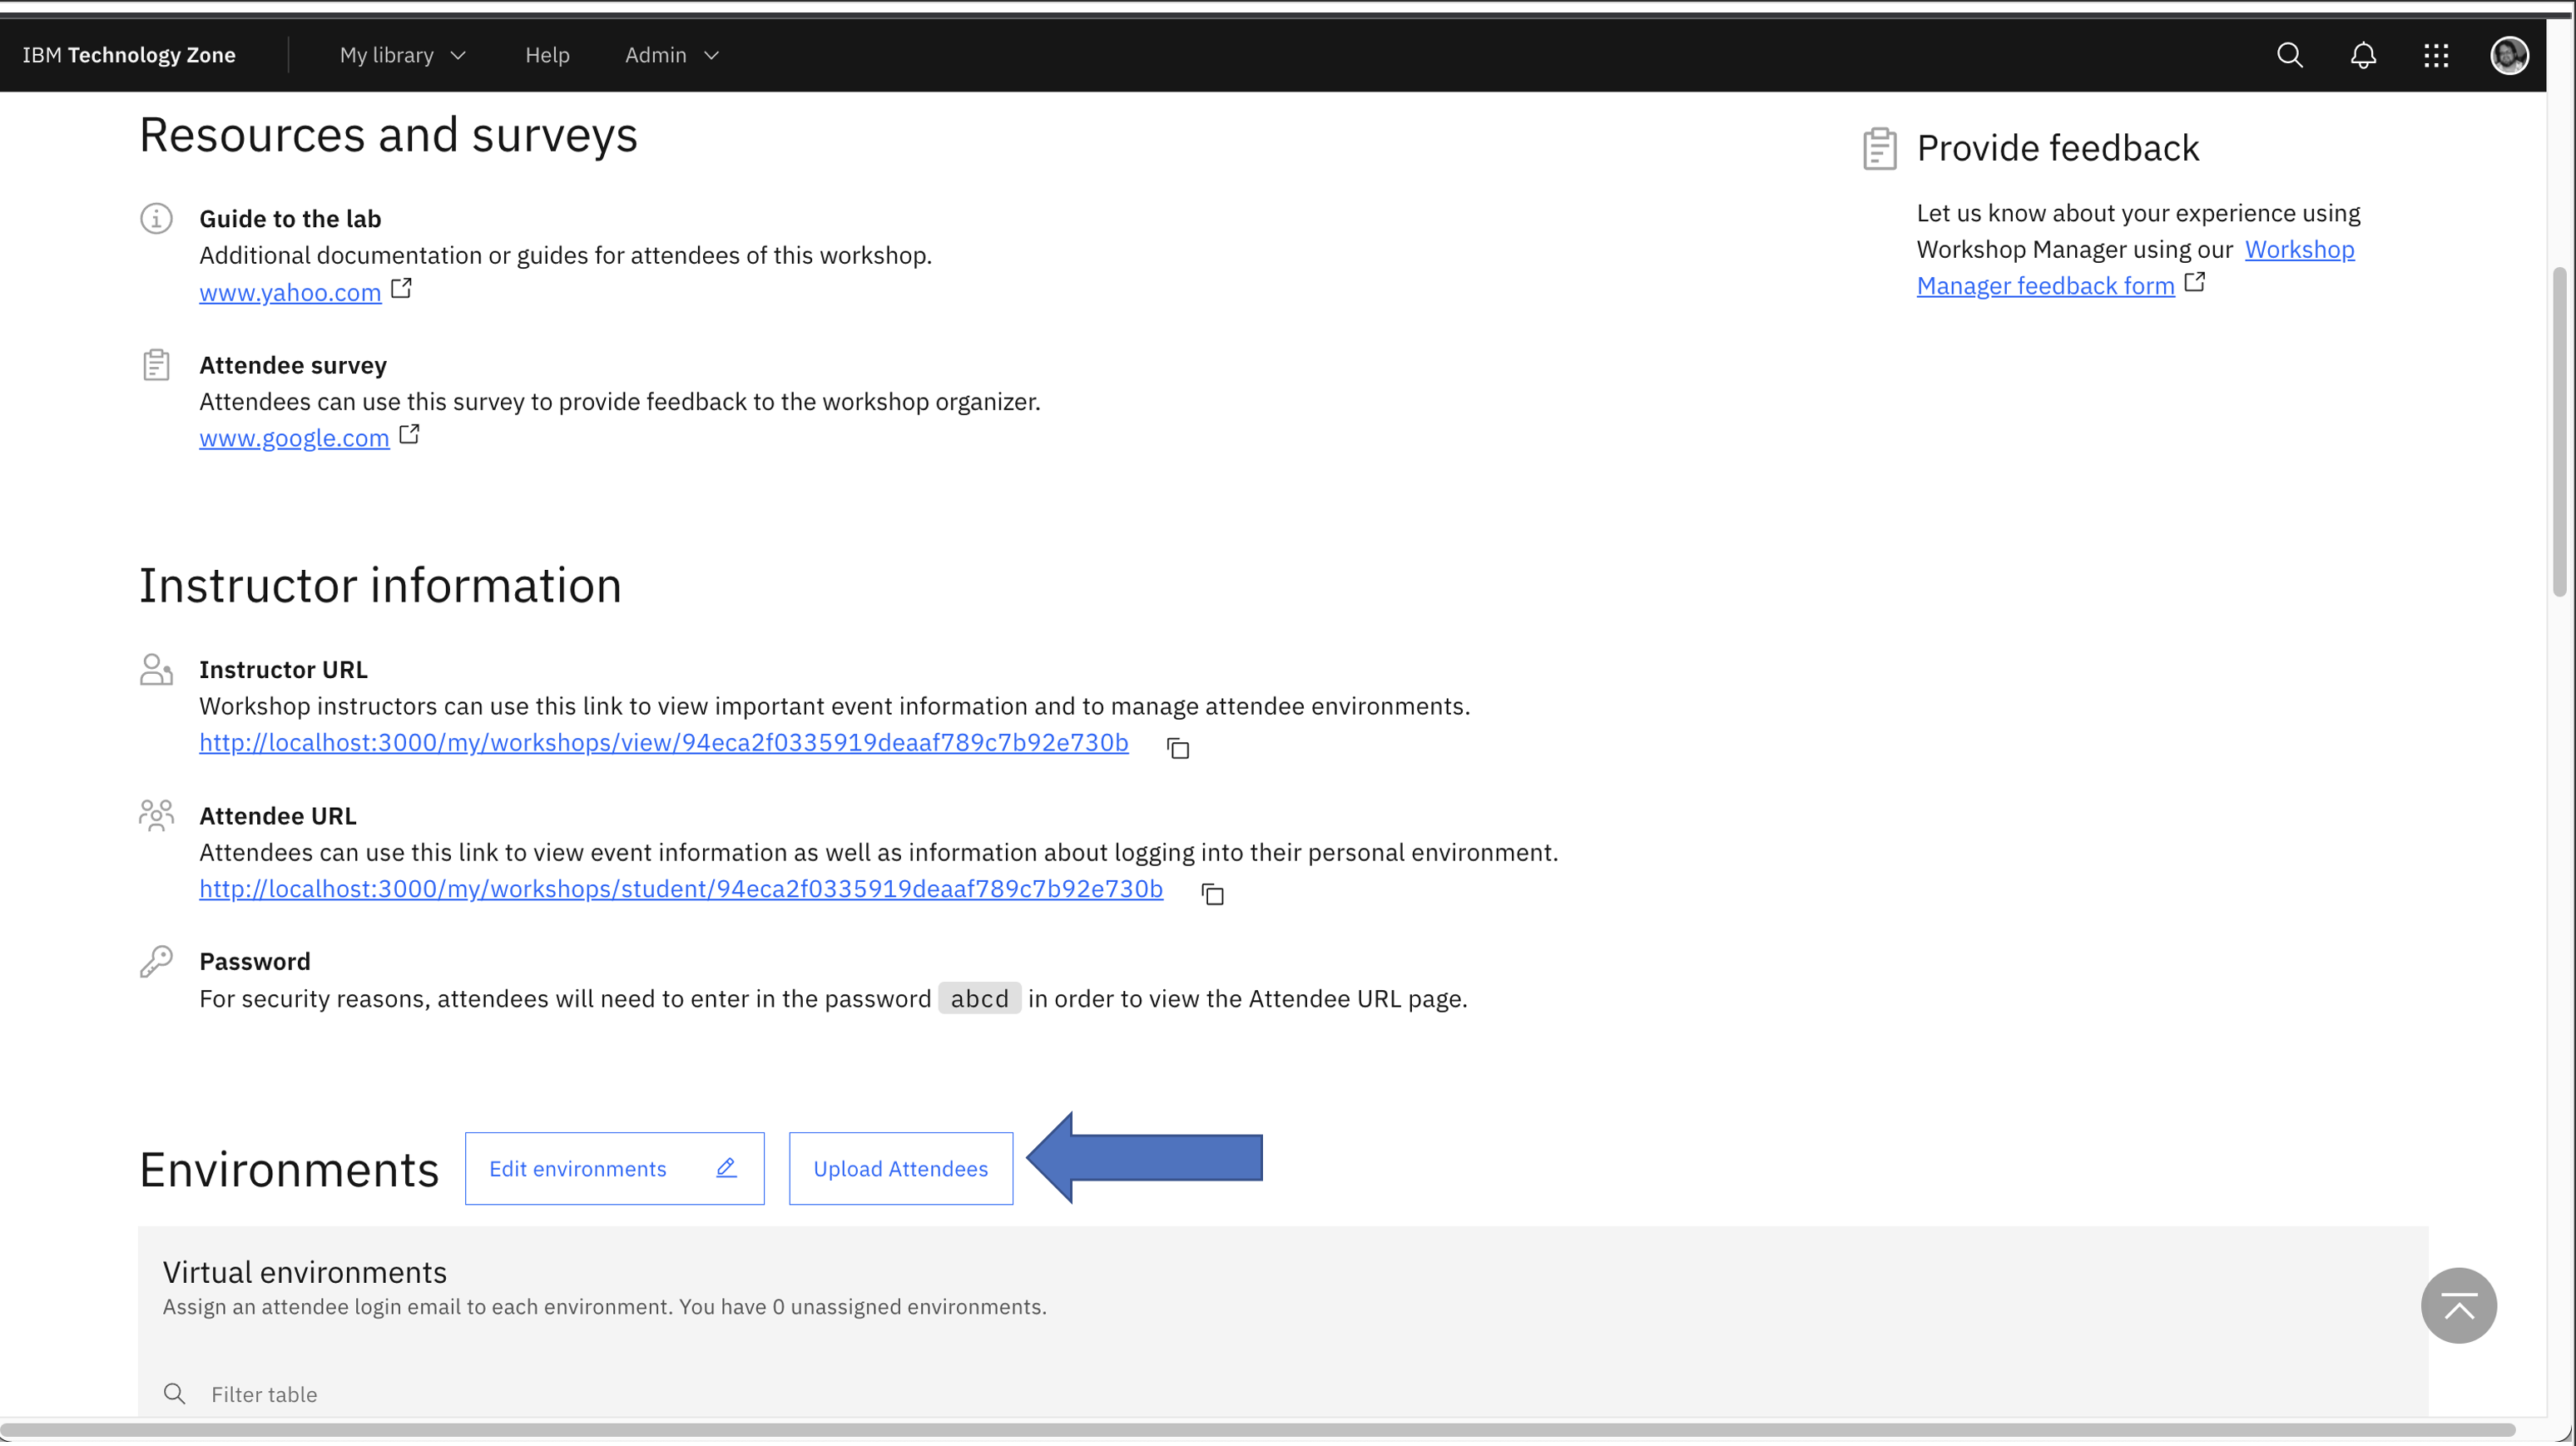 IBM Technology Zone
My library
Help
Admin
Resources and surveys
Guide to the lab
Additional documentation or guides for attendees of this workshop.
www.yahoo.com
Attendee survey
Attendees can use this survey to provide feedback to the workshop organizer.
www.google.com
Provide feedback
Let us know about your experience using
Workshop Manager using our Workshop
Manager feedback form
Instructor information
Instructor URL
Workshop instructors can use this link to view important event information and to manage attendee environments.
http://localhost:3000/my/workshops/view/94eca2f0335919deaaf789c7b92e730b
Attendee URL
Attendees can use this link to view event information as well as information about logging into their personal environment.
http://localhost:3000/my/workshops/student/94eca2f0335919deaaf789c7b92e730b
Password
For security reasons, attendees will need to enter in the password abcd in order to view the Attendee URL page.
Environments
Edit environments
Upload Attendees
Virtual environments
Assign an attendee login email to each environment. You have 0 unassigned environments.
Filter table